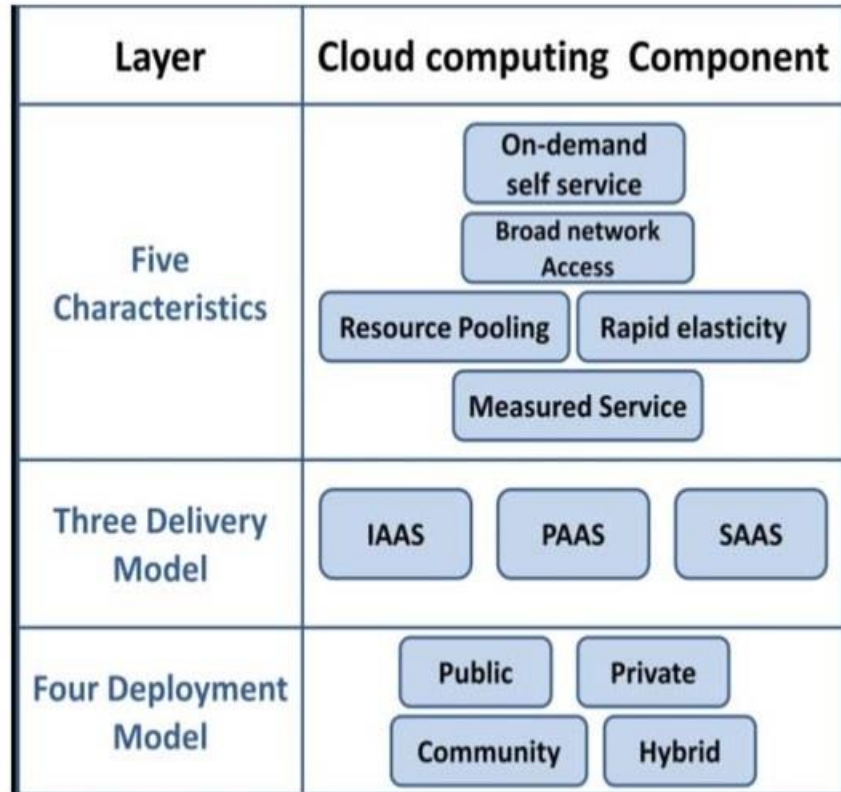 Layer
Cloud computing Component
Five
Characteristics
On-demand
self service
Broad network
Access
Resource Pooling
Rapid elasticity
Measured Service
Three Delivery
Model
IAAS
PAAS
SAAS
Four Deployment
Model
Public
Private
Community
Hybrid